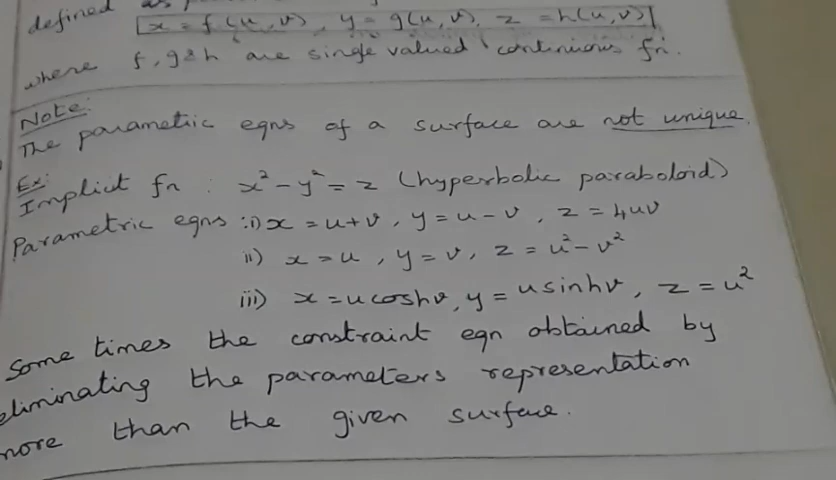 defined as
x = f(u, v), y = g(u, v), z = h(u, v)
where f, g & h are single valued continuous fn.
Note:
The parametric eqns of a surface are not unique.
Ex:
Implicit fn : x² - y² = z (hyperbolic paraboloid)
Parametric eqns : i) x = u + v, y = u - v, z = 4uv
ii) x = u, y = v, z = u² - v²
iii) x = u cosh v, y = u sinh v, z = u²
Some times the constraint eqn obtained by
eliminating the parameters representation
more than the given surface.